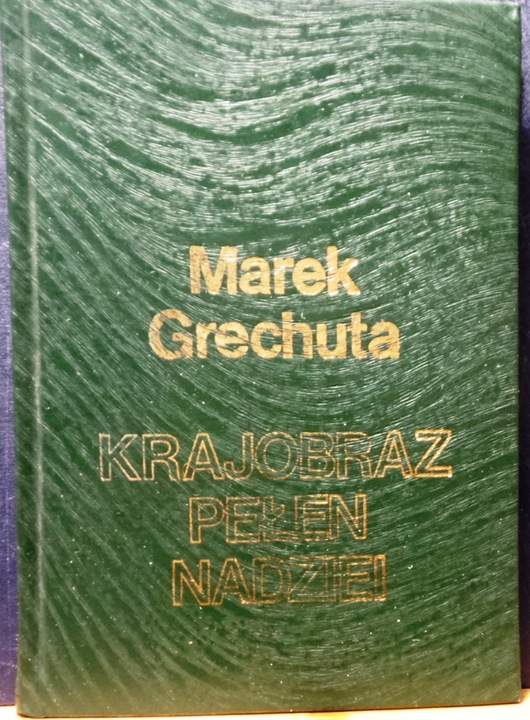 Marek
Grechuta
KRAJOBRAZ
PEŁEN
NADZIEI